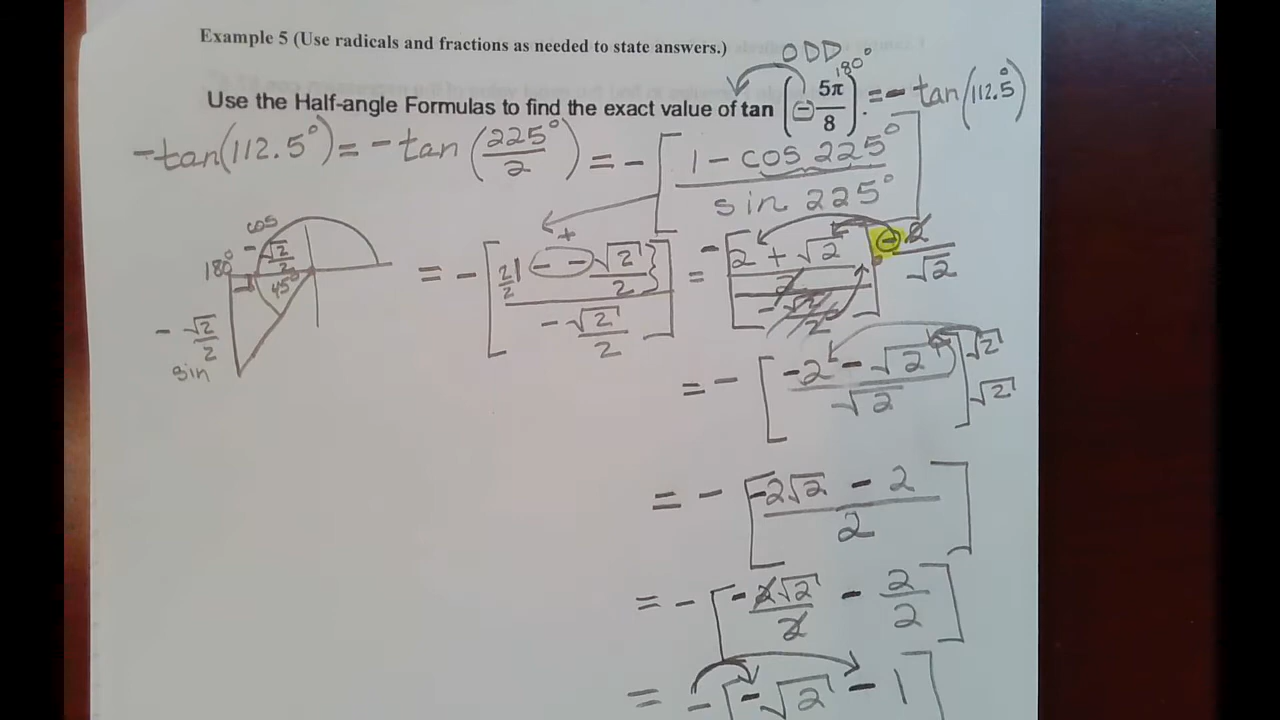 Example 5 (Use radicals and fractions as needed to state answers.)
ODD
180°
Use the Half-angle Formulas to find the exact value of tan (− 5π/8). = − tan(112.5°)
−tan(112.5°) = −tan(225°/2) = −[(1 − cos 225°)/(sin 225°)]
cos
180° −√2/2
45°
−√2/2
sin
+
= −[(2/2 1 − −√2/2)/(−√2/2)] = −[((2 + √2)/2)/(−√2/2)] · −2/√2
= −[(−2 − √2)/√2] √2/√2
= −[(−2√2 − 2)/2]
= −[−2√2/2 − 2/2]
= −[−√2 − 1]